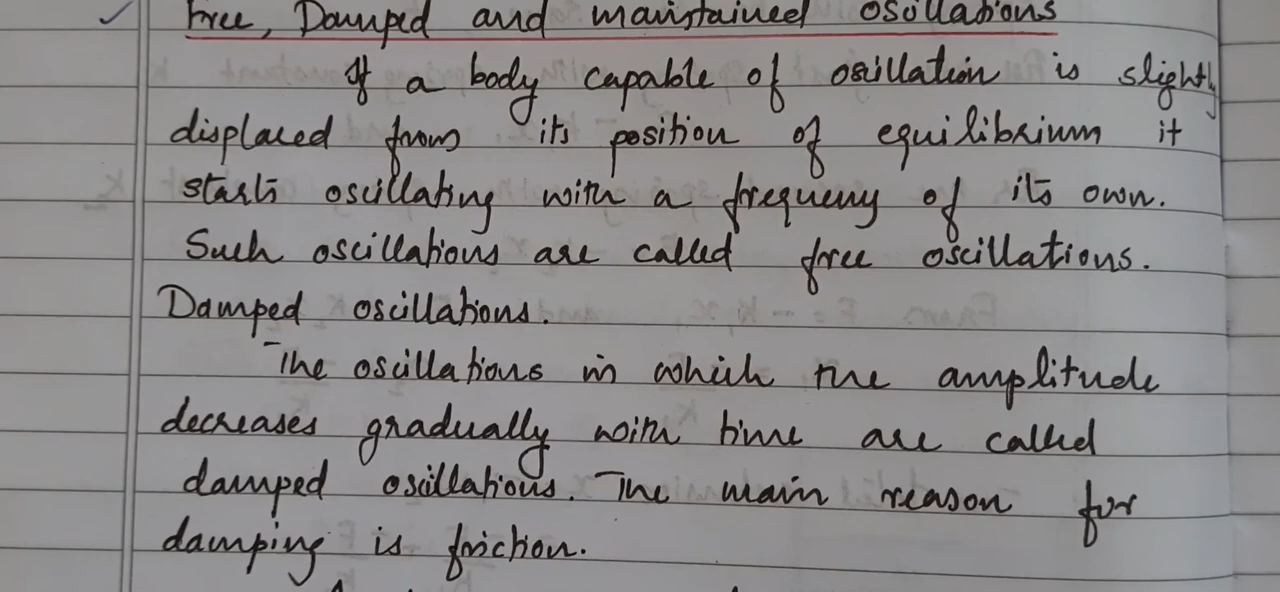 Free, Damped and maintained oscillations
If a body capable of oscillation is slightly
displaced from its position of equilibrium it
starts oscillating with a frequency of its own.
Such oscillations are called free oscillations.
Damped oscillations.
The oscillations in which the amplitude
decreases gradually with time are called
damped oscillations. The main reason for
damping is friction.